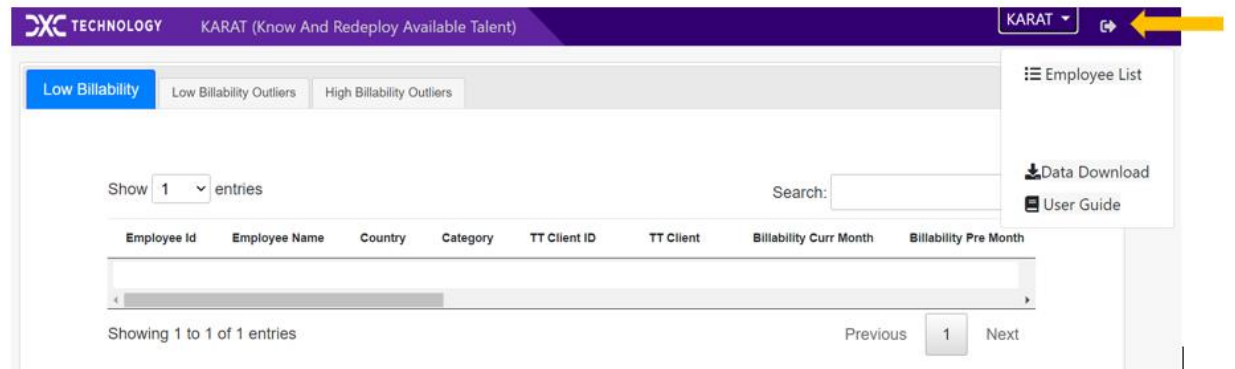 DXC TECHNOLOGY KARAT (Know And Redeploy Available Talent) KARAT
Employee List
Low Billability Low Billability Outliers High Billability Outliers
Data Download
Show 1 entries Search:
User Guide
Employee Id Employee Name Country Category TT Client ID TT Client Billability Curr Month Billability Pre Month
Showing 1 to 1 of 1 entries Previous 1 Next